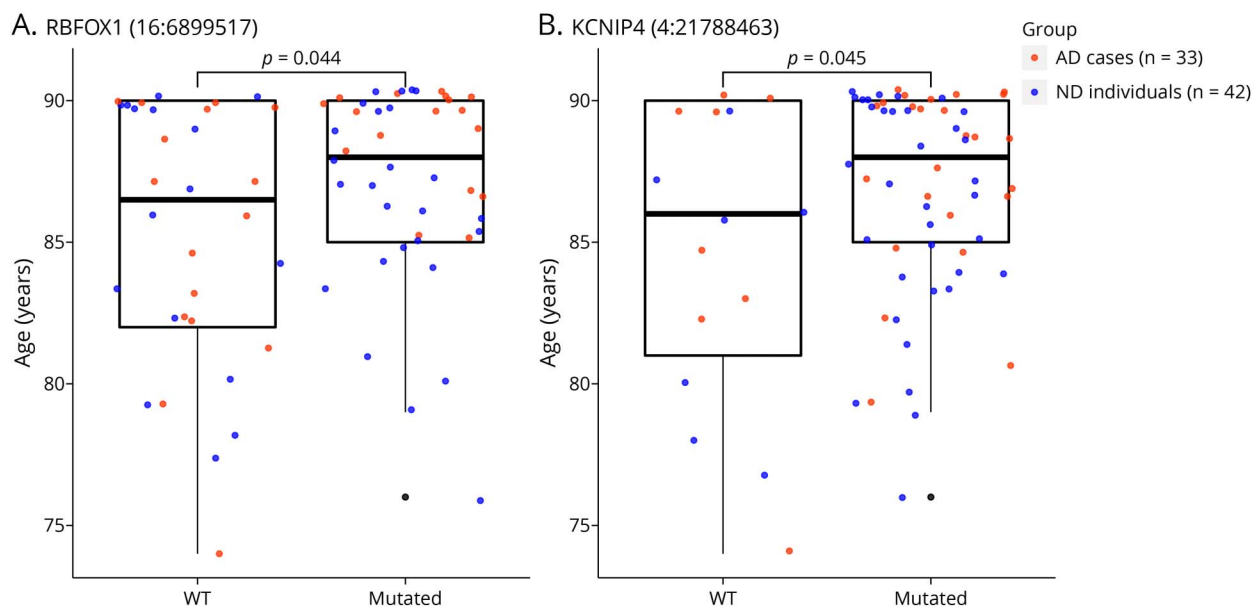 A. RBFOX1 (16:6899517)
p = 0.044
90
85
80
75
Age (years)
WT
Mutated
B. KCNIP4 (4:21788463)
p = 0.045
90
85
80
75
Age (years)
WT
Mutated
Group
AD cases (n = 33)
ND individuals (n = 42)